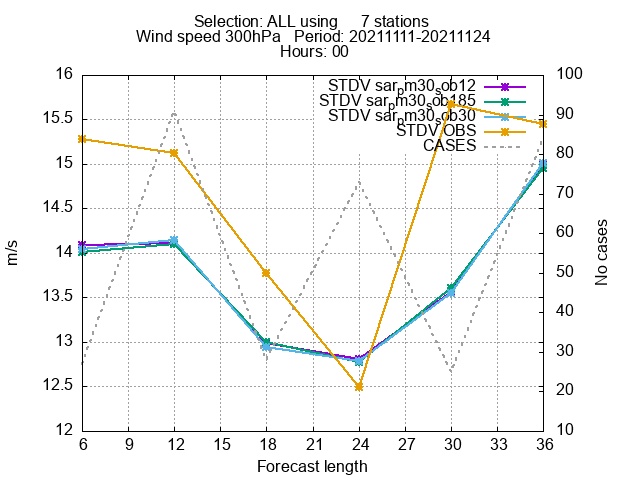 Selection: ALL using 7 stations
Wind speed 300hPa Period: 20211111-20211124
Hours: 00
STDV sarpm30sob12
STDV sarpm30sob185
STDV sarpm30sob30
STDV OBS
CASES
16
15.5
15
14.5
14
13.5
13
12.5
12
m/s
100
90
80
70
60
50
40
30
20
10
No cases
6 9 12 15 18 21 24 27 30 33 36
Forecast length